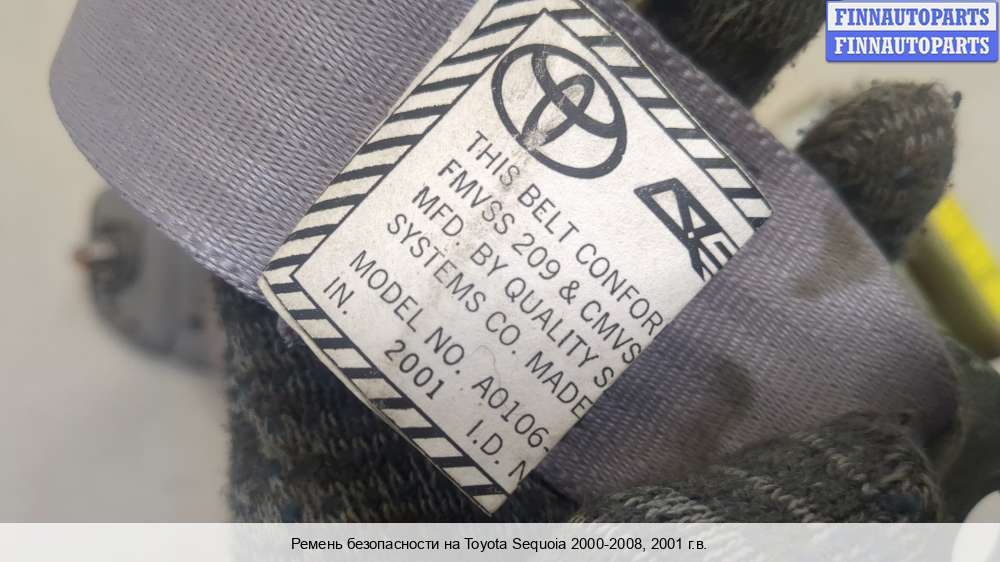 FINNAUTOPARTS
FINNAUTOPARTS
THIS BELT CONFOR
FMVSS 209 & CMVS
MFD. BY QUALITY S
SYSTEMS CO. MADE
MODEL NO. A0106-
IN. 2001 I.D. N
Ремень безопасности на Toyota Sequoia 2000-2008, 2001 г.в.